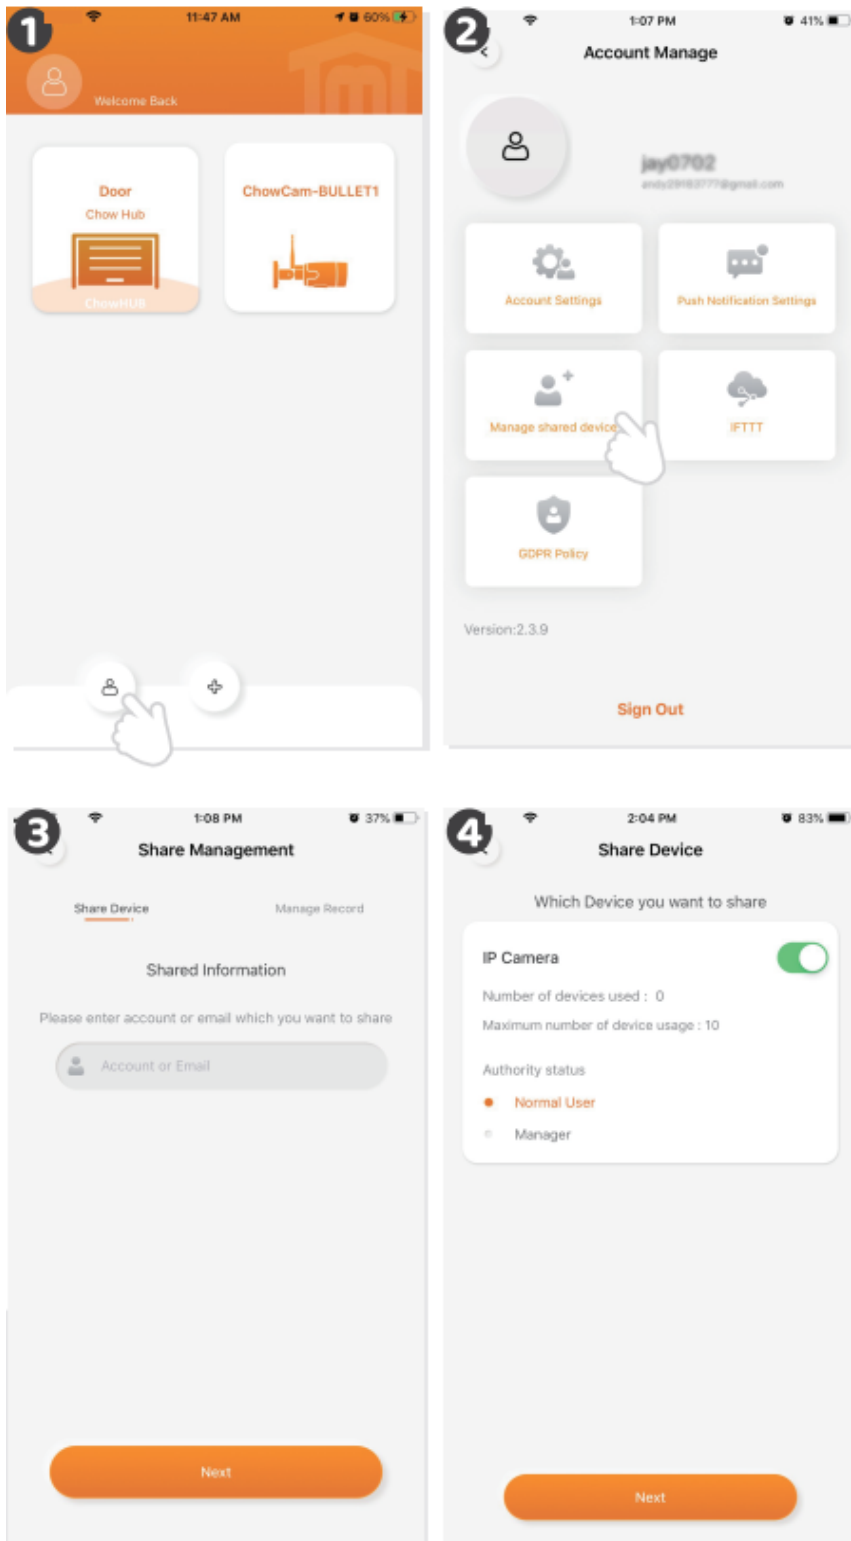 1
11:47 AM
60%
Welcome Back
Door
Chow Hub
ChowHUB
ChowCam-BULLET1
2
1:07 PM
41%
Account Manage
jay0702
Account Settings
Push Notification Settings
Manage shared device
IFTTT
GDPR Policy
Version:2.3.9
Sign Out
3
1:08 PM
37%
Share Management
Share Device
Manage Record
Shared Information
Please enter account or email which you want to share
Account or Email
Next
4
2:04 PM
83%
Share Device
Which Device you want to share
IP Camera
Number of devices used : 0
Maximum number of device usage : 10
Authority status
Normal User
Manager
Next